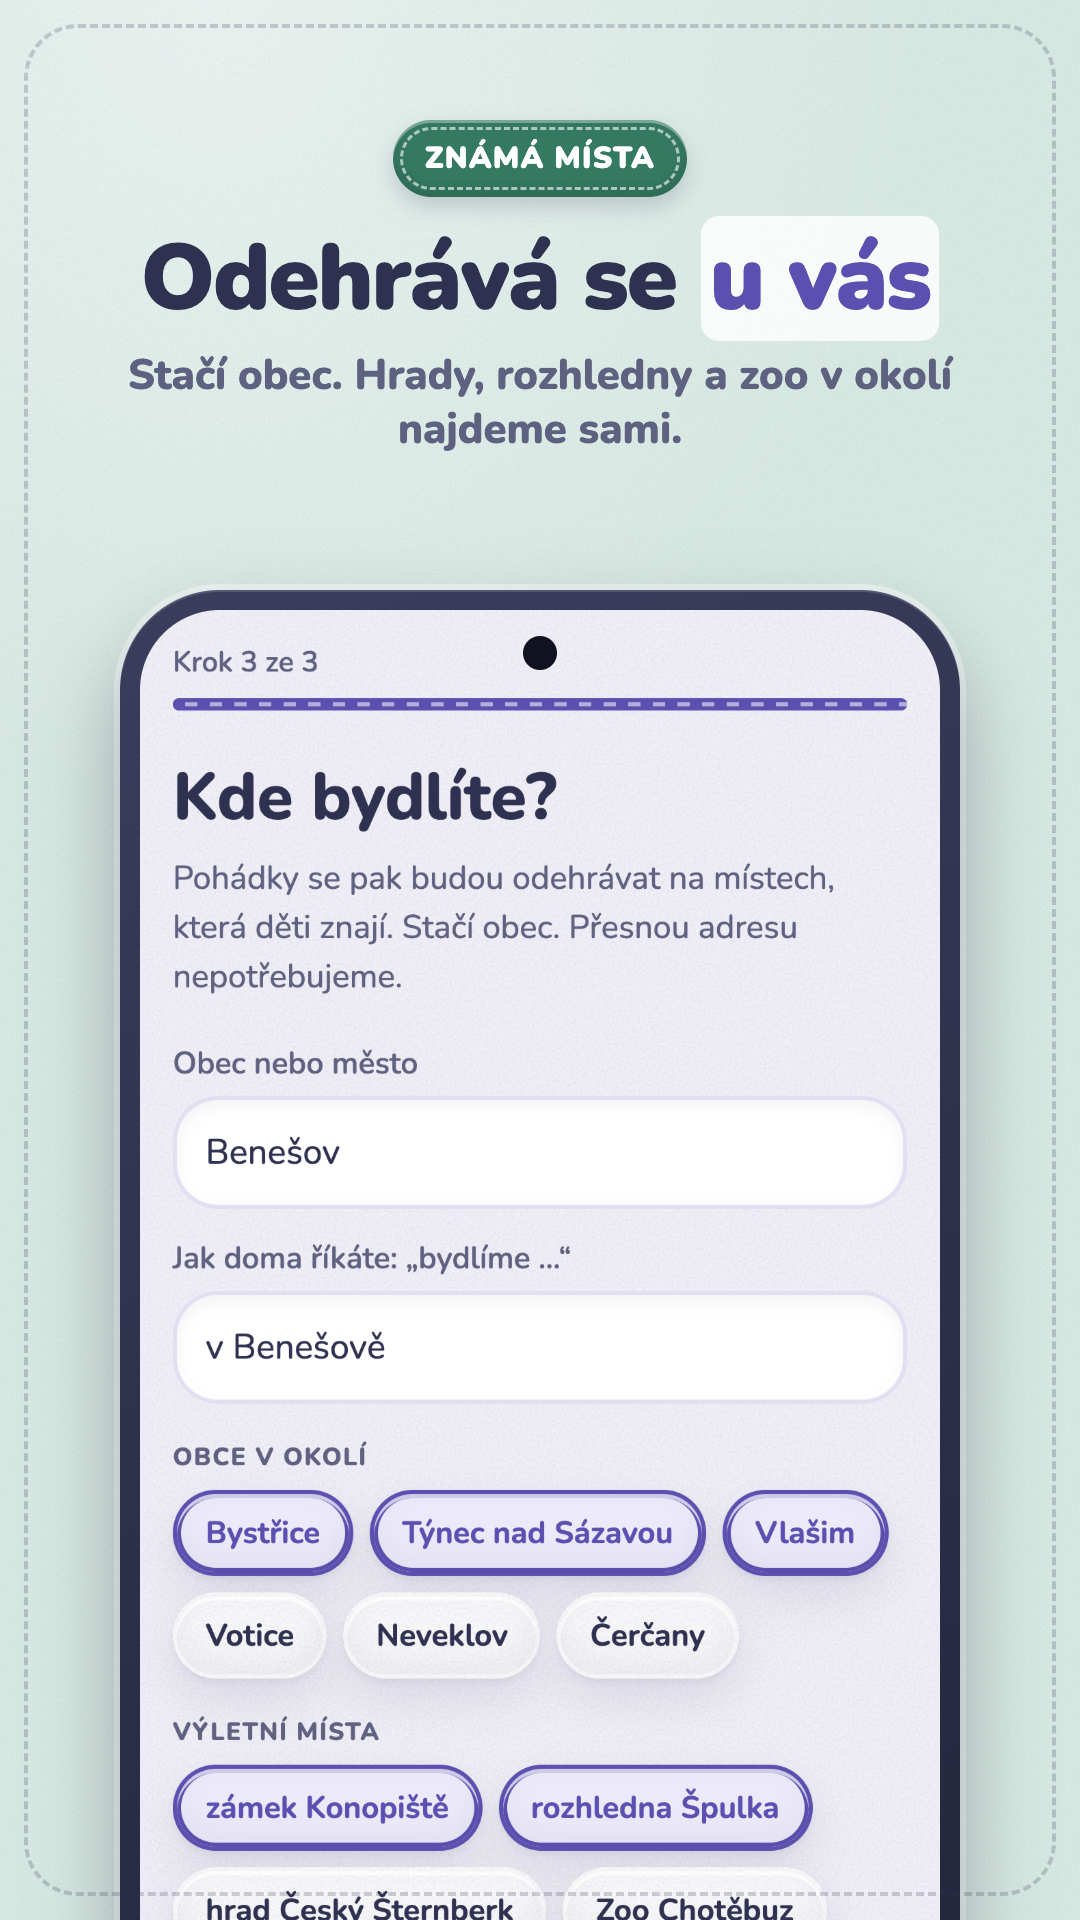 ZNÁMÁ MÍSTA
Odehrává se u vás
Stačí obec. Hrady, rozhledny a zoo v okolí
najdeme sami.
Krok 3 ze 3
Kde bydlíte?
Pohádky se pak budou odehrávat na místech,
která děti znají. Stačí obec. Přesnou adresu
nepotřebujeme.
Obec nebo město
Benešov
Jak doma říkáte: „bydlíme …“
v Benešově
OBCE V OKOLÍ
Bystřice Týnec nad Sázavou Vlašim
Votice Neveklov Čerčany
VÝLETNÍ MÍSTA
zámek Konopiště rozhledna Špulka
hrad Český Šternberk Zoo Chotěbuz